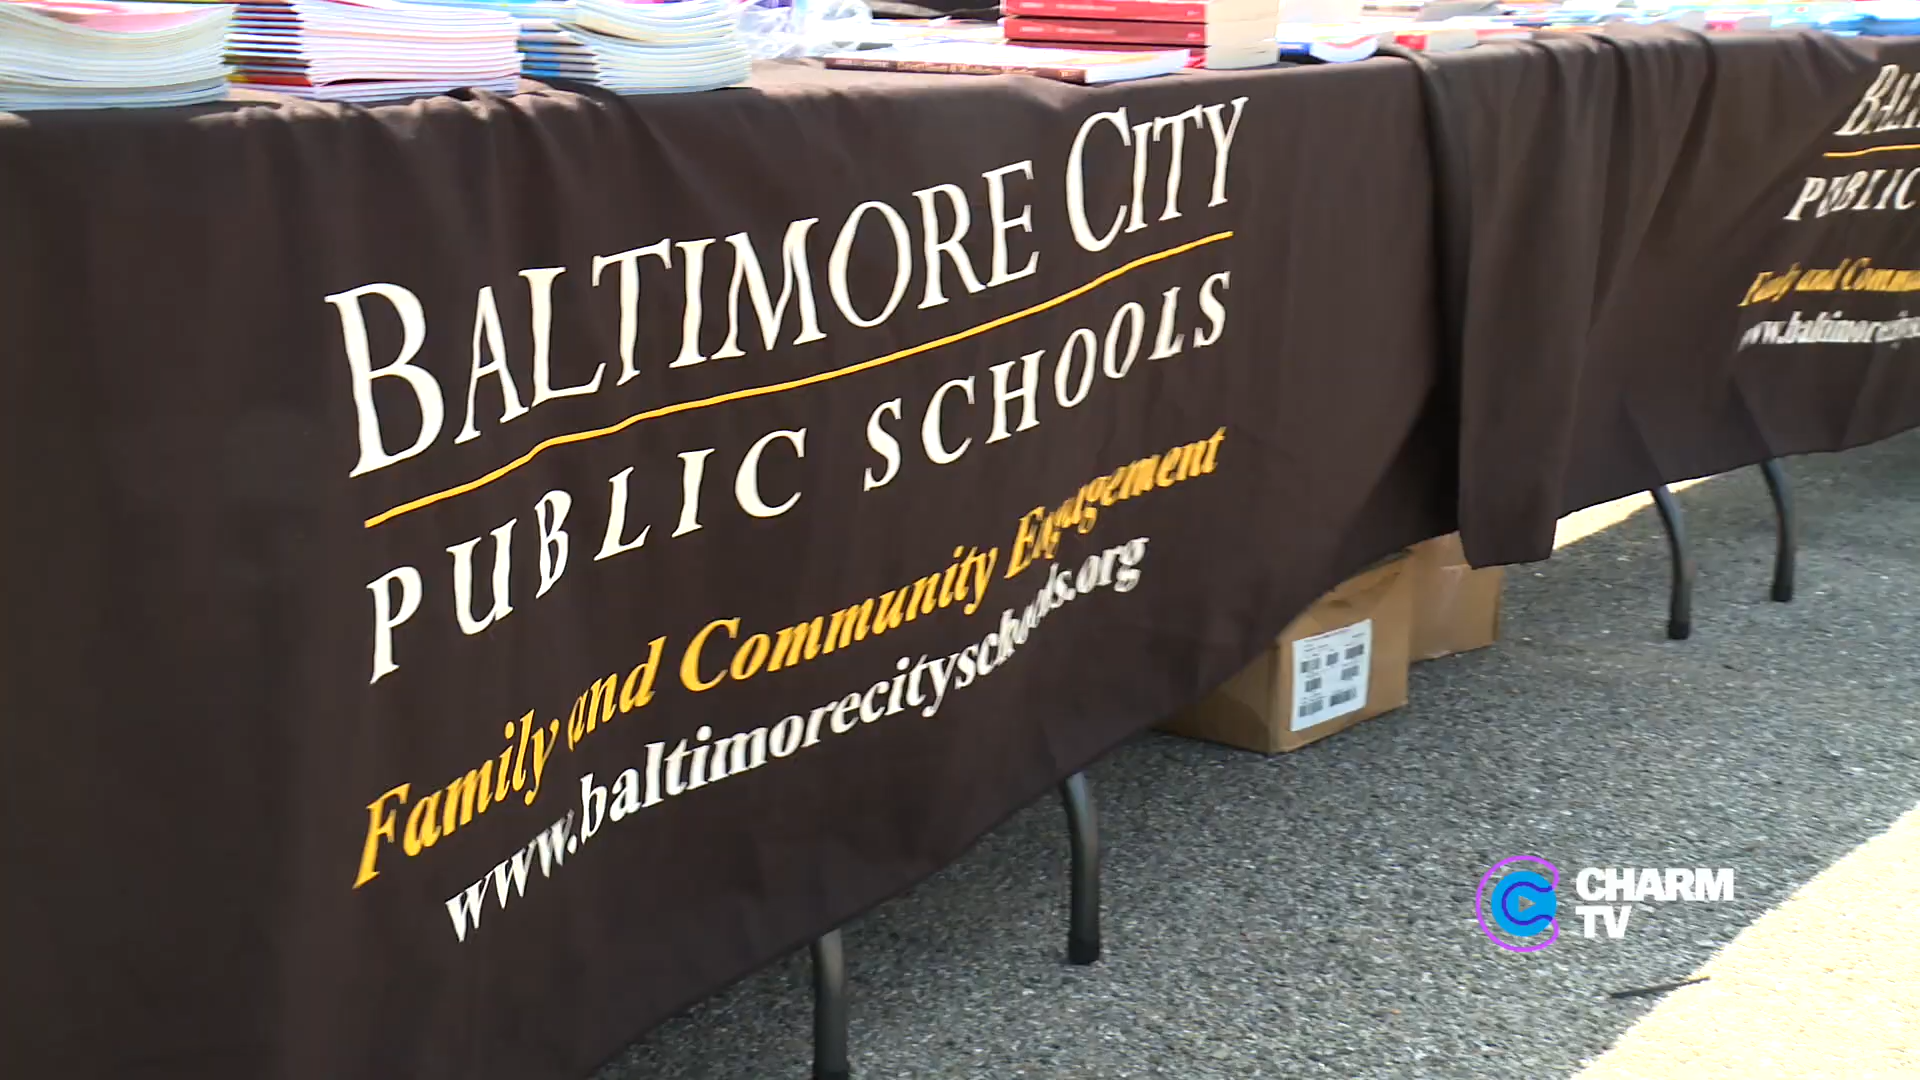 BALTIMORE CITY
PUBLIC SCHOOLS
Family and Community Engagement
www.baltimorecityschools.org
PUBLIC
CHARM
TV